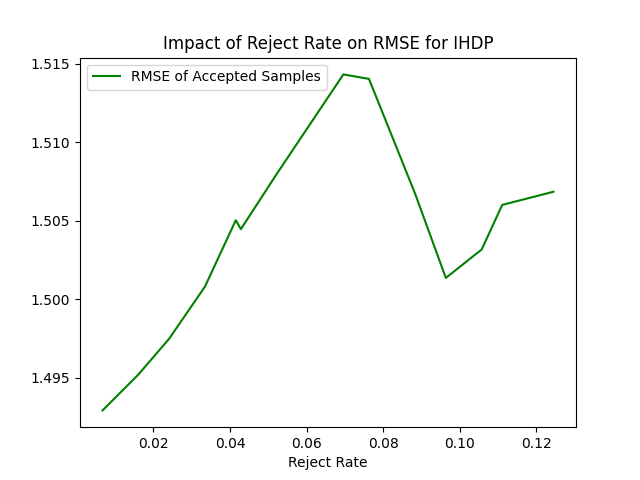 Impact of Reject Rate on RMSE for IHDP
RMSE of Accepted Samples
1.515
1.510
1.505
1.500
1.495
0.02 0.04 0.06 0.08 0.10 0.12
Reject Rate